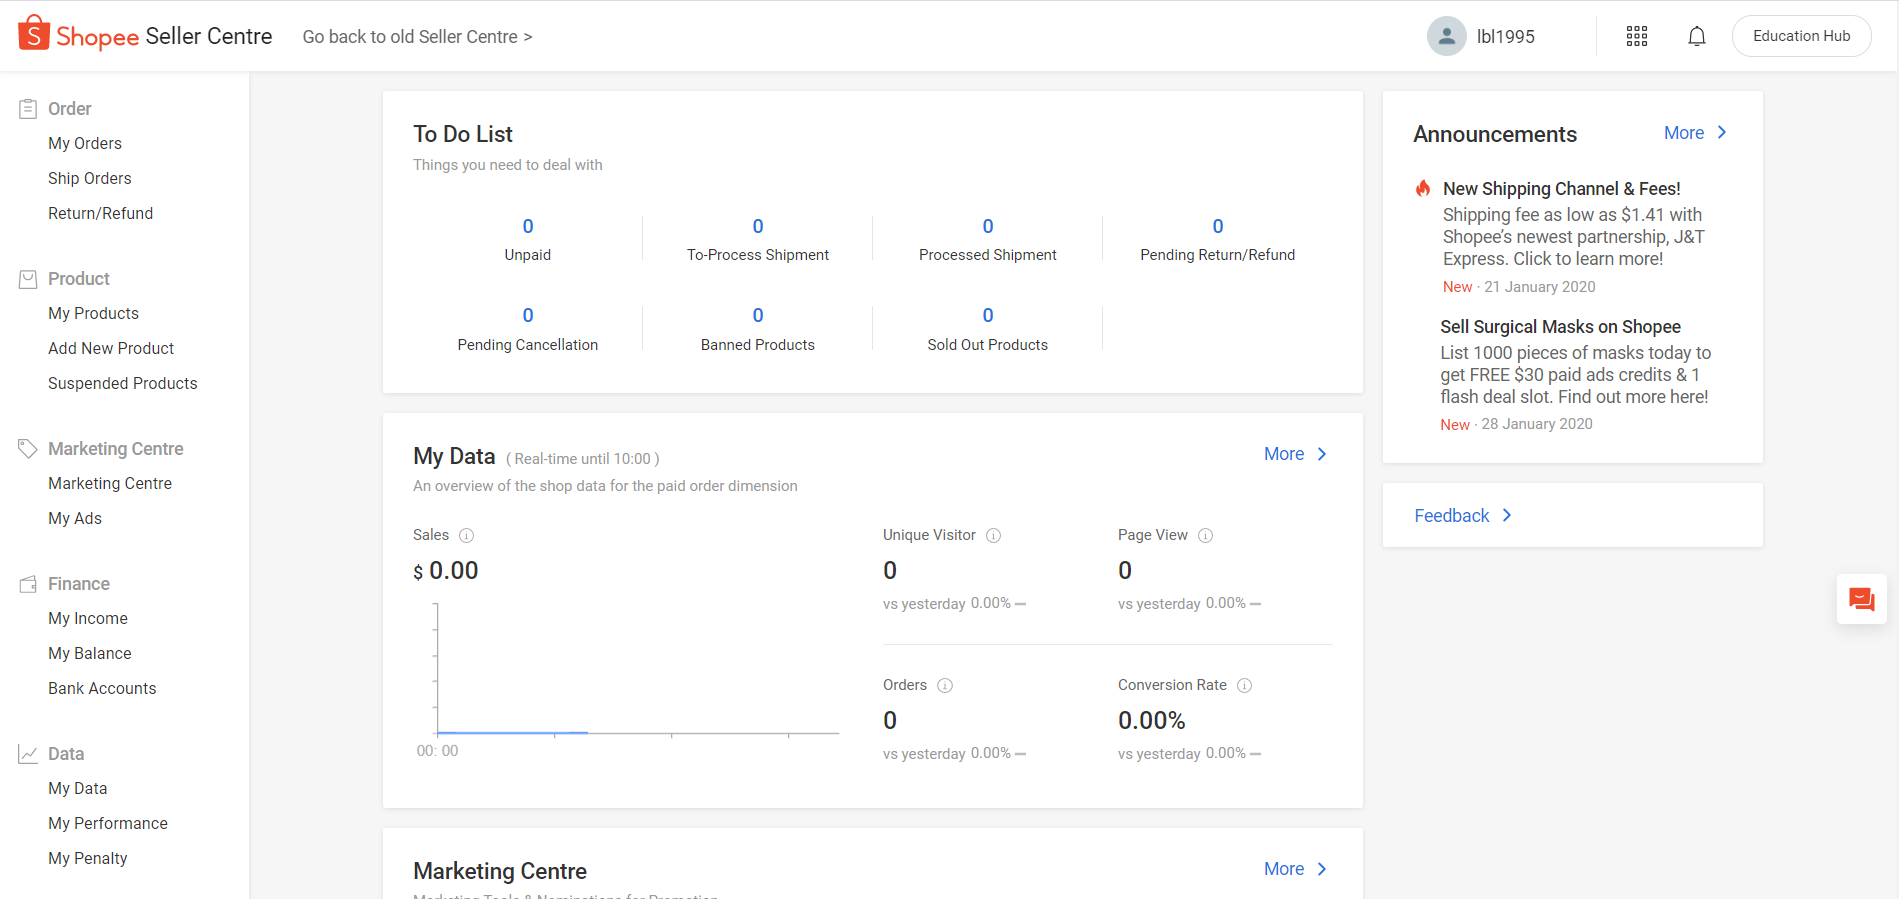 Shopee Seller Centre
Go back to old Seller Centre >
lbl1995
Education Hub
Order
My Orders
Ship Orders
Return/Refund
Product
My Products
Add New Product
Suspended Products
Marketing Centre
Marketing Centre
My Ads
Finance
My Income
My Balance
Bank Accounts
Data
My Data
My Performance
My Penalty
To Do List
Things you need to deal with
0
Unpaid
0
To-Process Shipment
0
Processed Shipment
0
Pending Return/Refund
0
Pending Cancellation
0
Banned Products
0
Sold Out Products
My Data ( Real-time until 10:00 )
More
An overview of the shop data for the paid order dimension
Sales
$ 0.00
00: 00
Unique Visitor
0
vs yesterday 0.00%
Page View
0
vs yesterday 0.00%
Orders
0
vs yesterday 0.00%
Conversion Rate
0.00%
vs yesterday 0.00%
Marketing Centre
More
Marketing Tools & Nominations for Promotion
Announcements
More
New Shipping Channel & Fees!
Shipping fee as low as $1.41 with
Shopee’s newest partnership, J&T
Express. Click to learn more!
New · 21 January 2020
Sell Surgical Masks on Shopee
List 1000 pieces of masks today to
get FREE $30 paid ads credits & 1
flash deal slot. Find out more here!
New · 28 January 2020
Feedback